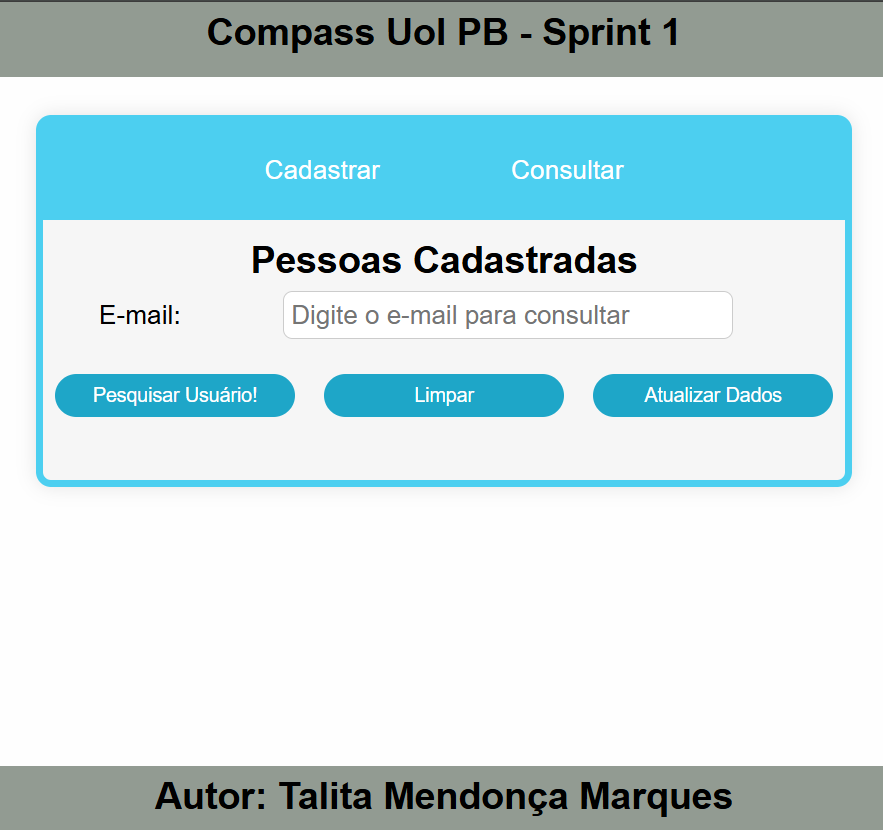 Compass Uol PB - Sprint 1
Cadastrar Consultar
Pessoas Cadastradas
E-mail: Digite o e-mail para consultar
Pesquisar Usuário! Limpar Atualizar Dados
Autor: Talita Mendonça Marques